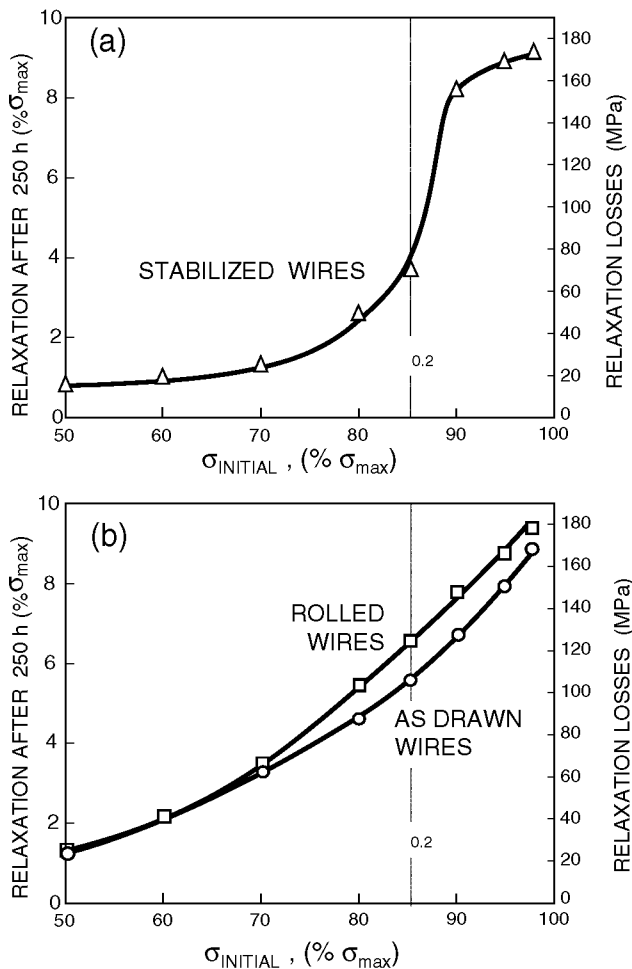 (a)
RELAXATION AFTER 250 h (%σmax)
10
8
6
4
2
0
STABILIZED WIRES
0.2
RELAXATION LOSSES (MPa)
180
160
140
120
100
80
60
40
20
0
50 60 70 80 90 100
σINITIAL , (% σmax)
(b)
RELAXATION AFTER 250 h (%σmax)
10
8
6
4
2
0
ROLLED
WIRES
AS DRAWN
WIRES
0.2
RELAXATION LOSSES (MPa)
180
160
140
120
100
80
60
40
20
0
50 60 70 80 90 100
σINITIAL , (% σmax)